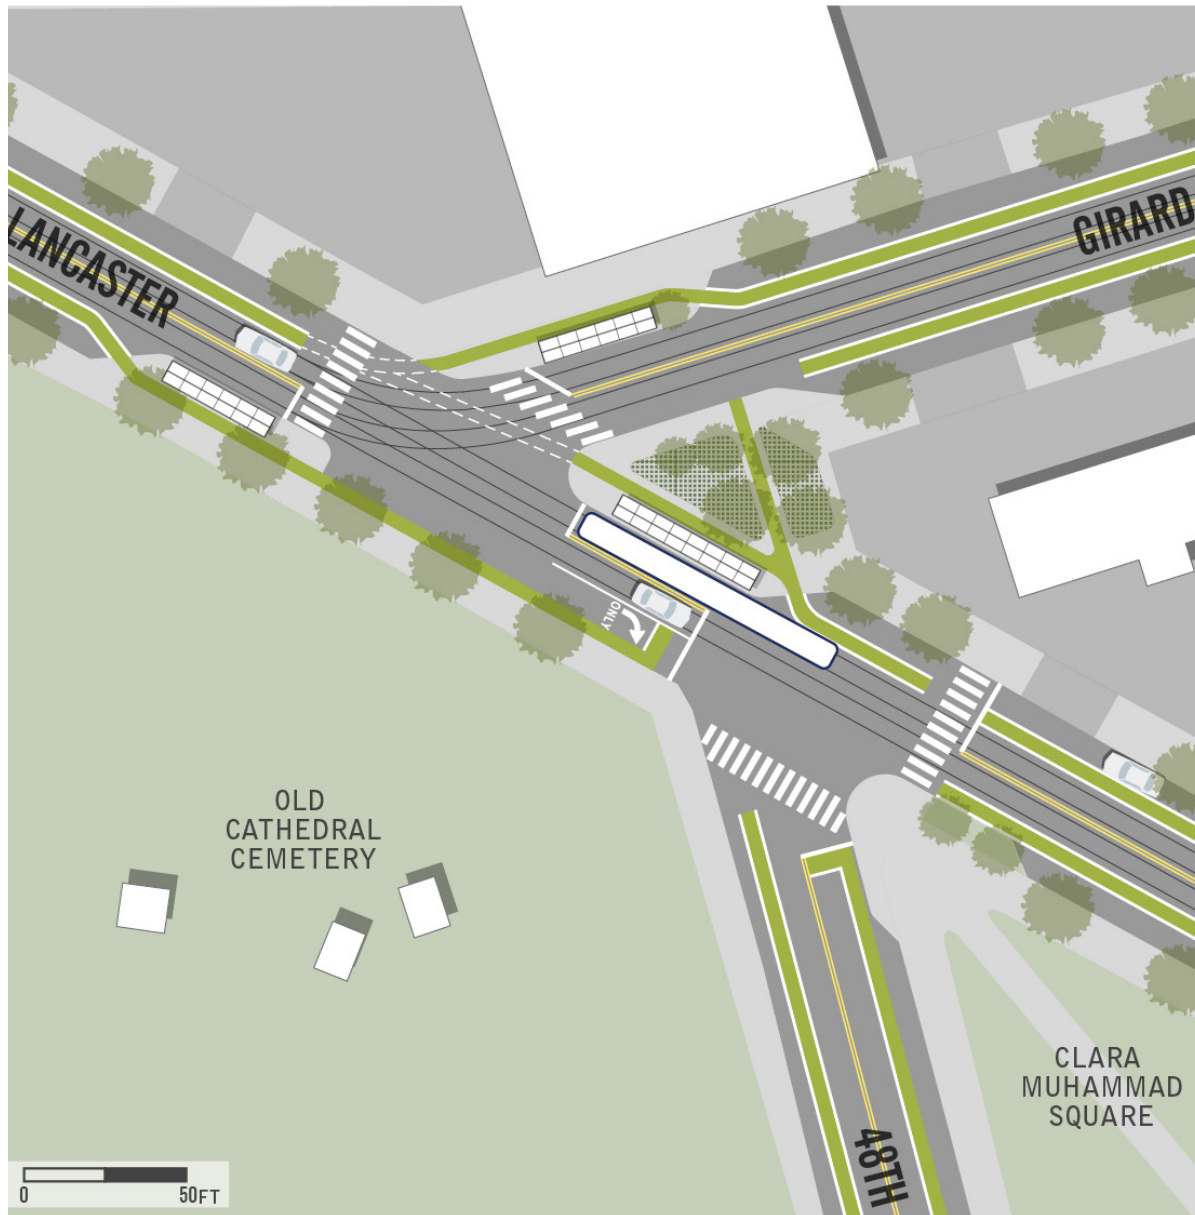 LANCASTER
GIRARD
ONLY
OLD
CATHEDRAL
CEMETERY
CLARA
MUHAMMAD
SQUARE
48TH
0 50FT